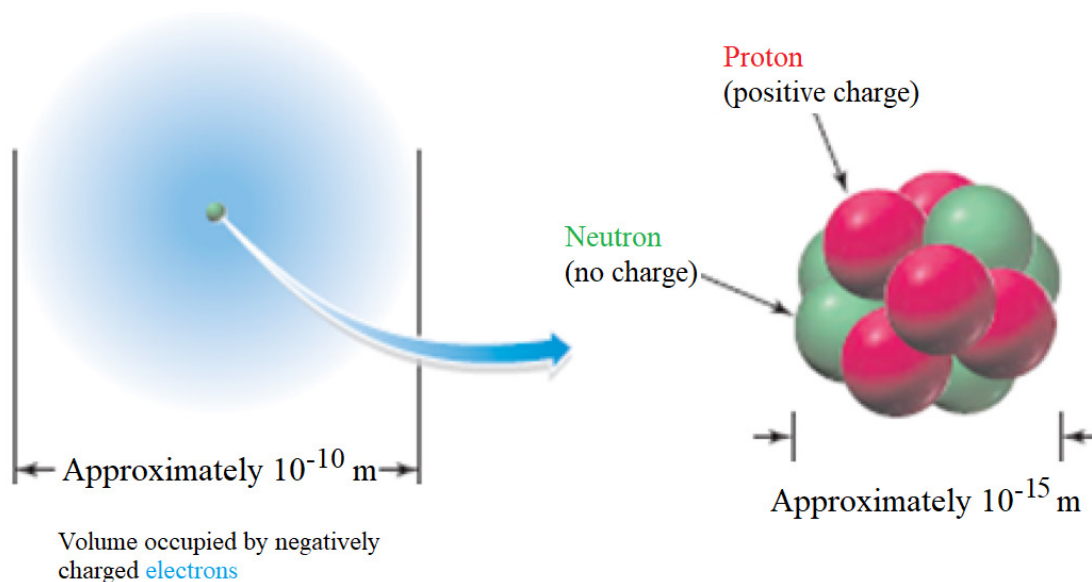 Proton
(positive charge)
Neutron
(no charge)
Approximately 10⁻¹⁰ m
Approximately 10⁻¹⁵ m
Volume occupied by negatively
charged electrons